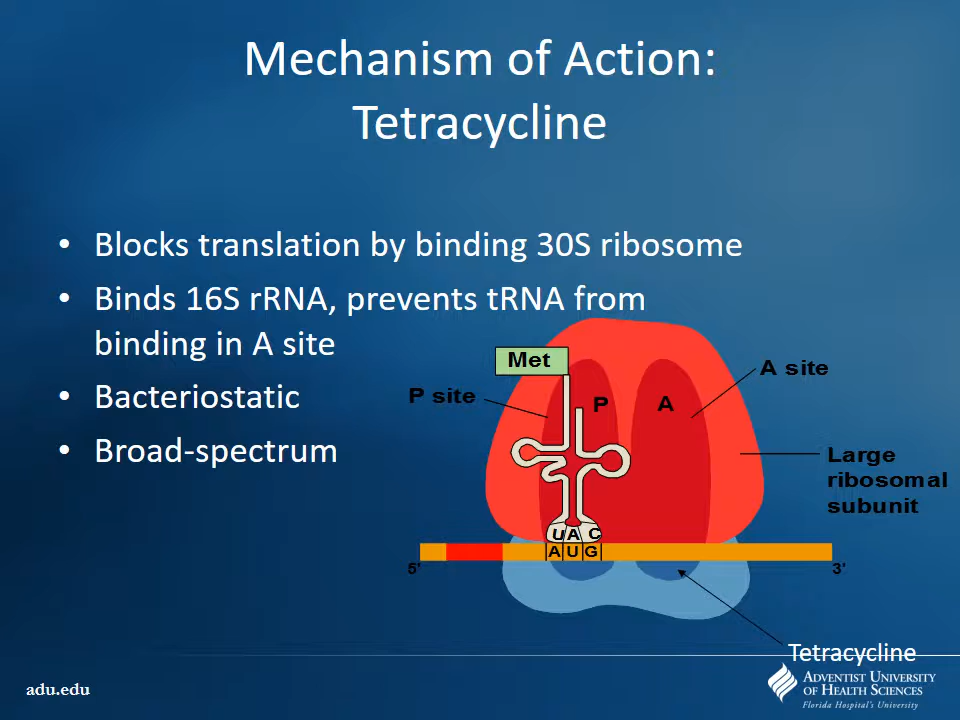 Mechanism of Action:
Tetracycline
• Blocks translation by binding 30S ribosome
• Binds 16S rRNA, prevents tRNA from
binding in A site
• Bacteriostatic
• Broad-spectrum
Met
P site
P
A
A site
Large
ribosomal
subunit
U A C
A U G
5'
3'
Tetracycline
adu.edu
ADVENTIST UNIVERSITY
OF HEALTH SCIENCES
Florida Hospital's University